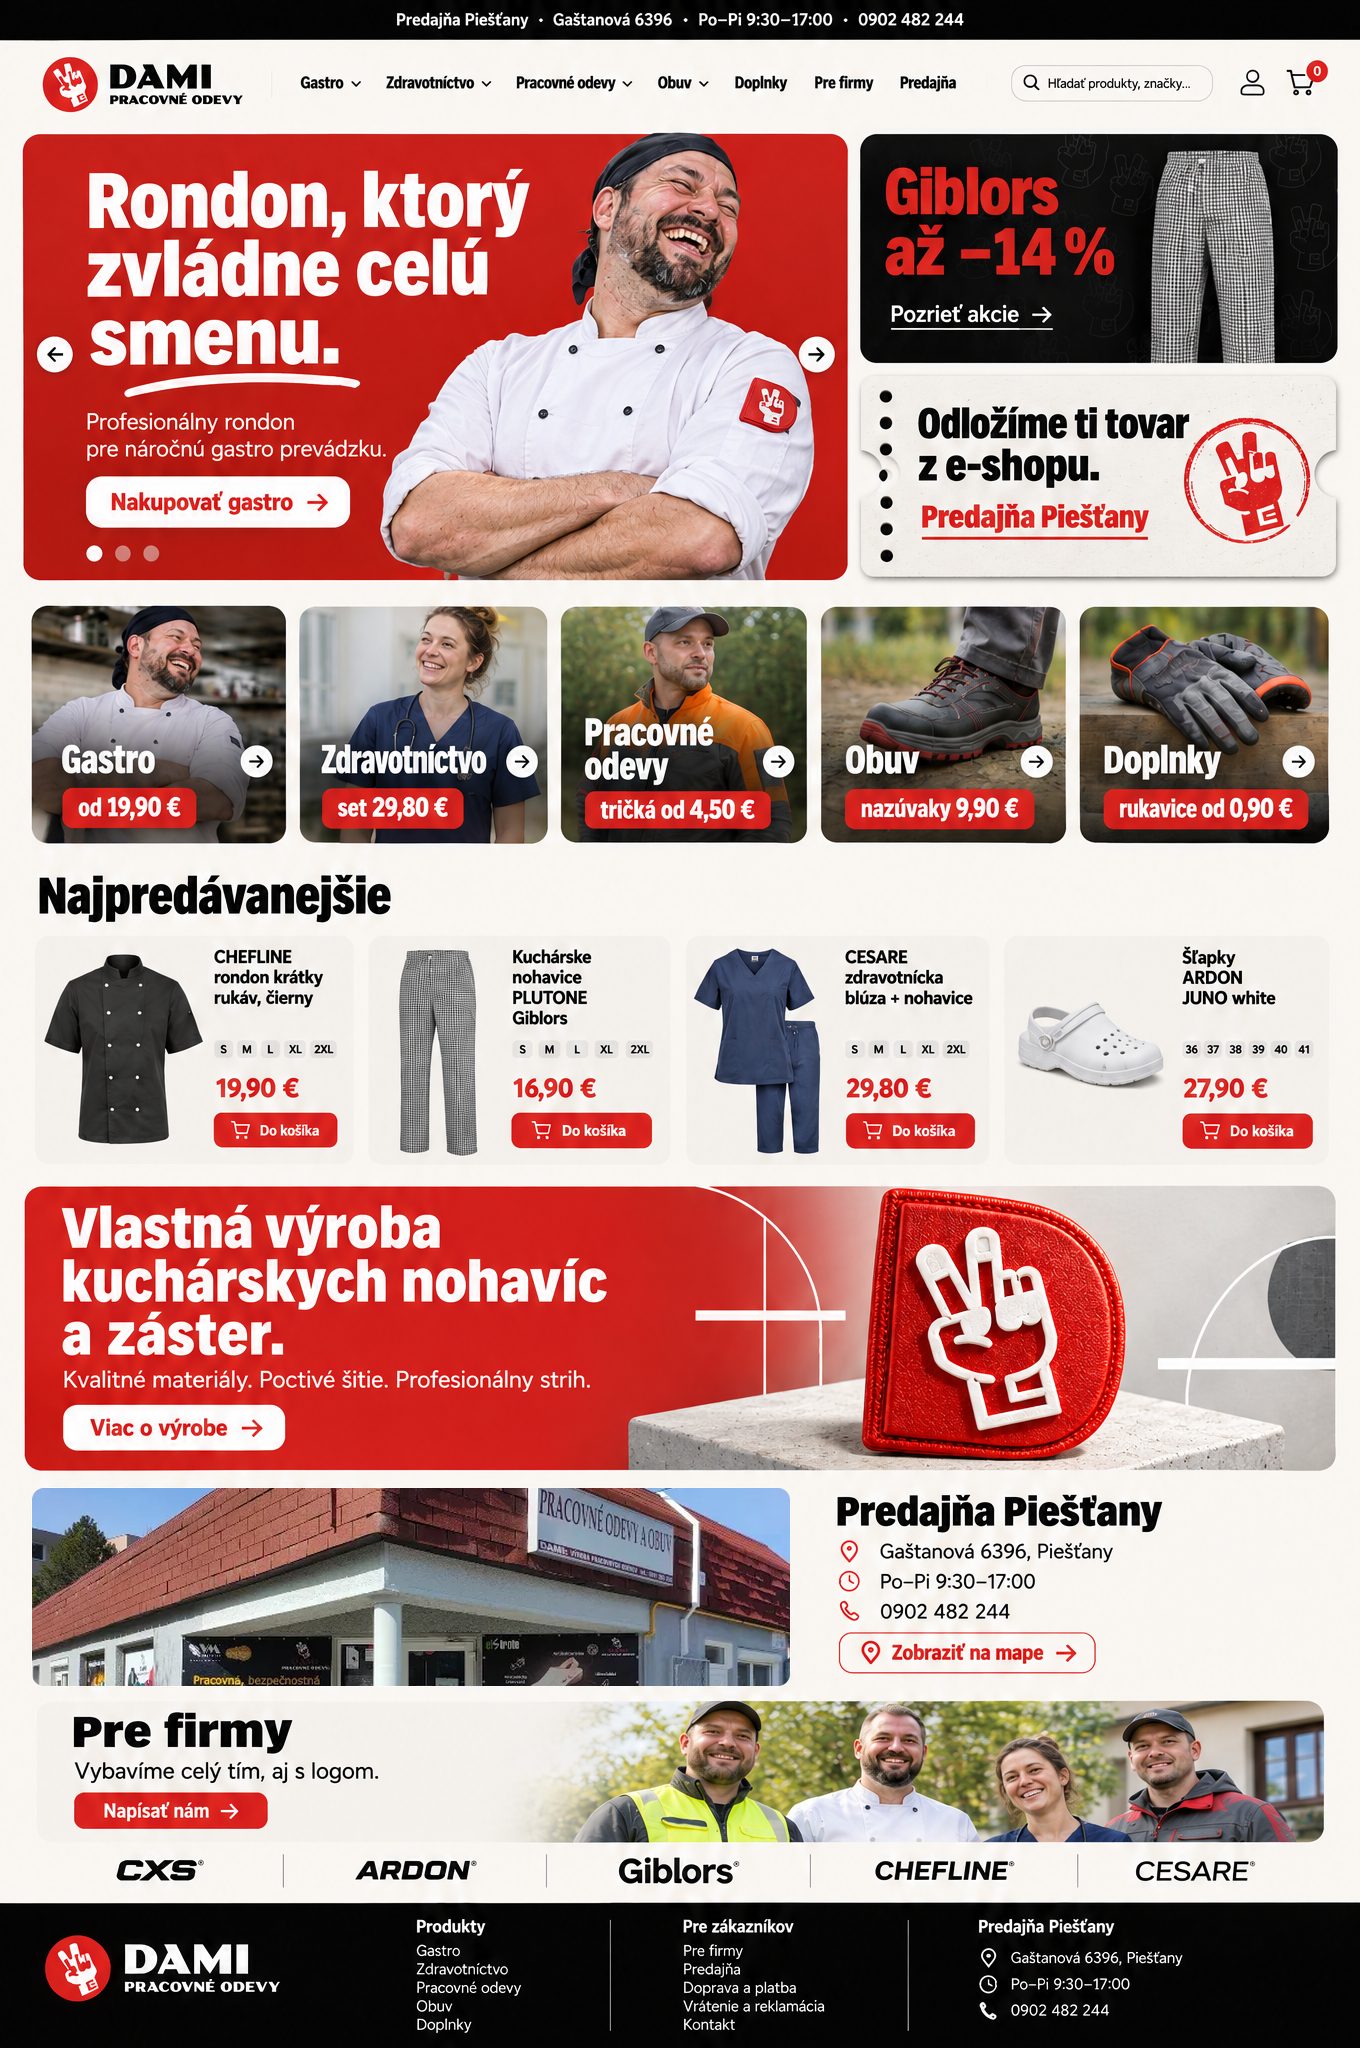 Predajňa Piešťany • Gaštanová 6396 • Po–Pi 9:30–17:00 • 0902 482 244
DAMI
PRACOVNÉ ODEVY
Gastro
Zdravotníctvo
Pracovné odevy
Obuv
Doplnky
Pre firmy
Predajňa
Hľadať produkty, značky...
0
Rondon, ktorý
zvládne celú
smenu.
Profesionálny rondon
pre náročnú gastro prevádzku.
Nakupovať gastro
Giblors
až –14 %
Pozrieť akcie
Odložíme ti tovar
z e-shopu.
Predajňa Piešťany
Gastro
od 19,90 €
Zdravotníctvo
set 29,80 €
Pracovné
odevy
tričká od 4,50 €
Obuv
nazúvaky 9,90 €
Doplnky
rukavice od 0,90 €
Najpredávanejšie
CHEFLINE
rondon krátky
rukáv, čierny
S M L XL 2XL
19,90 €
Do košíka
Kuchárske
nohavice
PLUTONE
Giblors
S M L XL 2XL
16,90 €
Do košíka
CESARE
zdravotnícka
blúza + nohavice
S M L XL 2XL
29,80 €
Do košíka
Šľapky
ARDON
JUNO white
36 37 38 39 40 41
27,90 €
Do košíka
Vlastná výroba
kuchárskych nohavíc
a záster.
Kvalitné materiály. Poctivé šitie. Profesionálny strih.
Viac o výrobe
PRACOVNÉ ODEVY A OBUV
DAMI: VÝROBA PRACOVNÝCH ODEVOV
PRACOVNÉ ODEVY
Pracovná, bezpečnostná
Predajňa Piešťany
Gaštanová 6396, Piešťany
Po–Pi 9:30–17:00
0902 482 244
Zobraziť na mape
Pre firmy
Vybavíme celý tím, aj s logom.
Napísať nám
CXS®
ARDON®
Giblors®
CHEFLINE®
CESARE®
DAMI
PRACOVNÉ ODEVY
Produkty
Gastro
Zdravotníctvo
Pracovné odevy
Obuv
Doplnky
Pre zákazníkov
Pre firmy
Predajňa
Doprava a platba
Vrátenie a reklamácia
Kontakt
Predajňa Piešťany
Gaštanová 6396, Piešťany
Po–Pi 9:30–17:00
0902 482 244